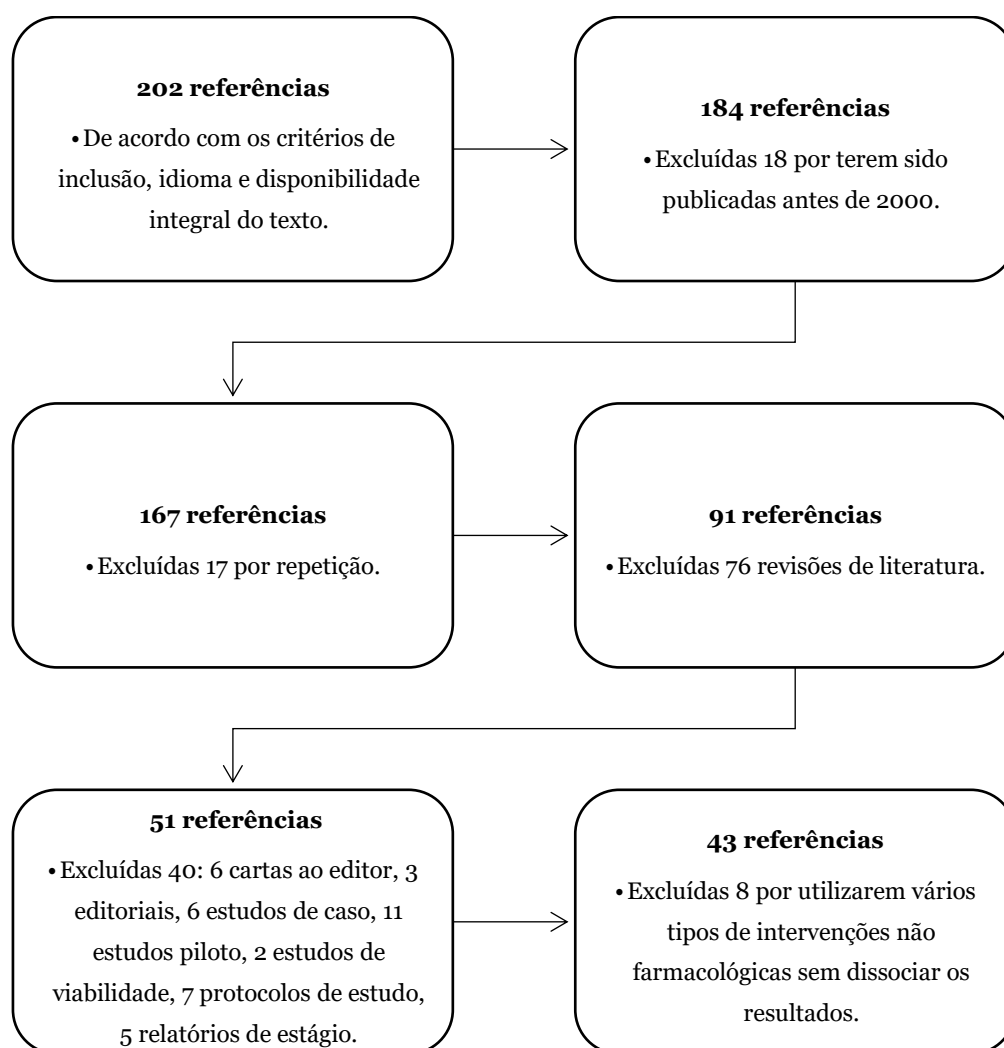 202 referências
•De acordo com os critérios de
inclusão, idioma e disponibilidade
integral do texto.
184 referências
•Excluídas 18 por terem sido
publicadas antes de 2000.
167 referências
•Excluídas 17 por repetição.
91 referências
•Excluídas 76 revisões de literatura.
51 referências
•Excluídas 40: 6 cartas ao editor, 3
editoriais, 6 estudos de caso, 11
estudos piloto, 2 estudos de
viabilidade, 7 protocolos de estudo,
5 relatórios de estágio.
43 referências
•Excluídas 8 por utilizarem vários
tipos de intervenções não
farmacológicas sem dissociar os
resultados.